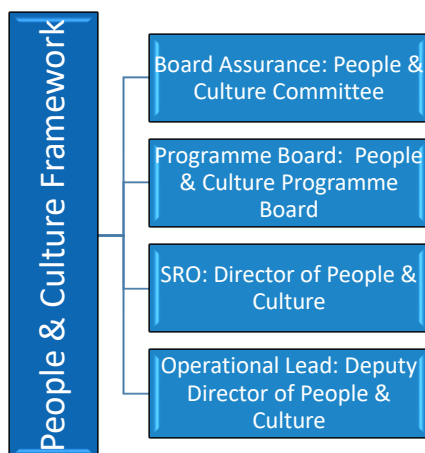 People & Culture Framework
Board Assurance: People &
Culture Committee
Programme Board:  People
& Culture Programme
Board
SRO: Director of People &
Culture
Operational Lead: Deputy
Director of People &
Culture